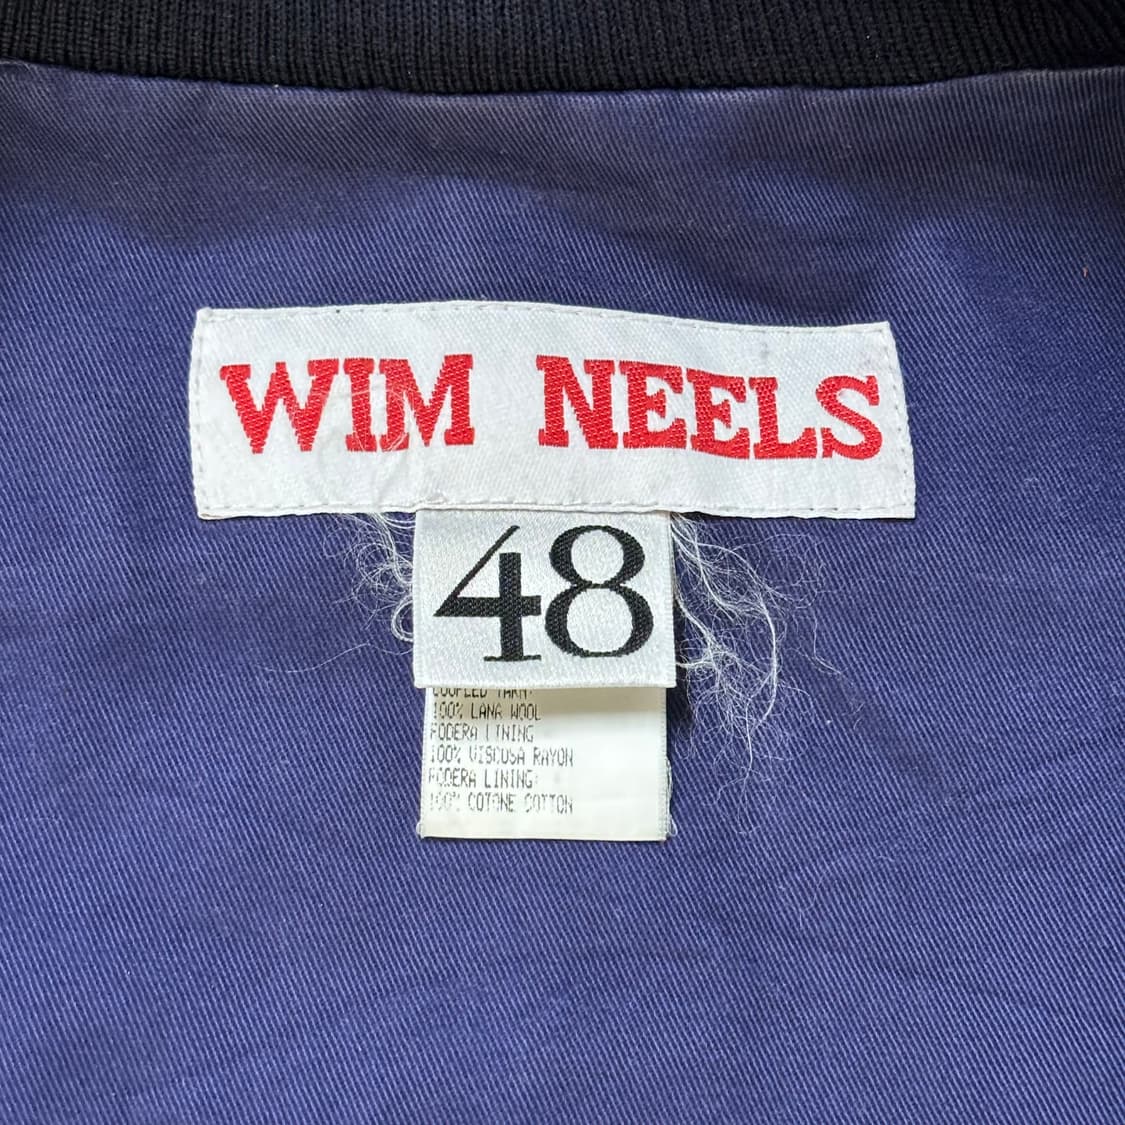 WIM NEELS
48
COUPLED YARN:
100% LANA WOOL
FODERA LINING
100% VISCOSA RAYON
FODERA LINING:
100% COTONE COTTON